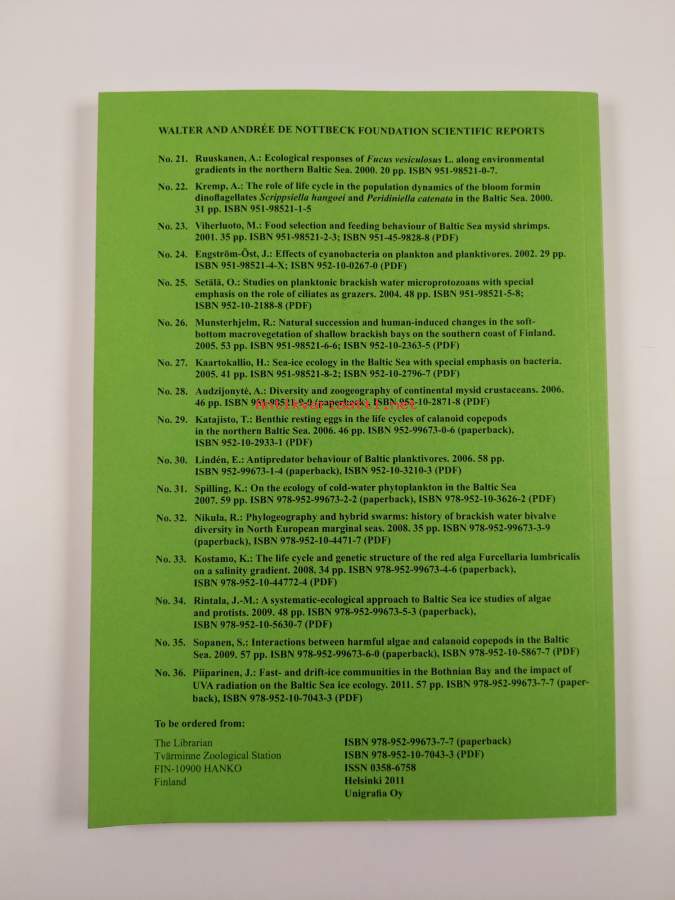 WALTER AND ANDRÉE DE NOTTBECK FOUNDATION SCIENTIFIC REPORTS
No. 21. Ruuskanen, A.: Ecological responses of Fucus vesiculosus L. along environmental
gradients in the northern Baltic Sea. 2000. 20 pp. ISBN 951-98521-0-7.
No. 22. Kremp, A.: The role of life cycle in the population dynamics of the bloom formin
dinoflagellates Scrippsiella hangoei and Peridiniella catenata in the Baltic Sea. 2000.
31 pp. ISBN 951-98521-1-5
No. 23. Viherluoto, M.: Food selection and feeding behaviour of Baltic Sea mysid shrimps.
2001. 35 pp. ISBN 951-98521-2-3; ISBN 951-45-9828-8 (PDF)
No. 24. Engström-Öst, J.: Effects of cyanobacteria on plankton and planktivores. 2002. 29 pp.
ISBN 951-98521-4-X; ISBN 952-10-0267-0 (PDF)
No. 25. Setälä, O.: Studies on planktonic brackish water microprotozoans with special
emphasis on the role of ciliates as grazers. 2004. 48 pp. ISBN 951-98521-5-8;
ISBN 952-10-2188-8 (PDF)
No. 26. Munsterhjelm, R.: Natural succession and human-induced changes in the soft-
bottom macrovegetation of shallow brackish bays on the southern coast of Finland.
2005. 53 pp. ISBN 951-98521-6-6; ISBN 952-10-2363-5 (PDF)
No. 27. Kaartokallio, H.: Sea-ice ecology in the Baltic Sea with special emphasis on bacteria.
2005. 41 pp. ISBN 951-98521-8-2; ISBN 952-10-2796-7 (PDF)
No. 28. Audzijonytė, A.: Diversity and zoogeography of continental mysid crustaceans. 2006.
46 pp. ISBN 951-98521-9-0 (paperback), ISBN 952-10-2871-8 (PDF)
antikvariaatti.net
No. 29. Katajisto, T.: Benthic resting eggs in the life cycles of calanoid copepods
in the northern Baltic Sea. 2006. 46 pp. ISBN 952-99673-0-6 (paperback),
ISBN 952-10-2933-1 (PDF)
No. 30. Lindén, E.: Antipredator behaviour of Baltic planktivores. 2006. 58 pp.
ISBN 952-99673-1-4 (paperback), ISBN 952-10-3210-3 (PDF)
No. 31. Spilling, K.: On the ecology of cold-water phytoplankton in the Baltic Sea
2007. 59 pp. ISBN 978-952-99673-2-2 (paperback), ISBN 978-952-10-3626-2 (PDF)
No. 32. Nikula, R.: Phylogeography and hybrid swarms: history of brackish water bivalve
diversity in North European marginal seas. 2008. 35 pp. ISBN 978-952-99673-3-9
(paperback), ISBN 978-952-10-4471-7 (PDF)
No. 33. Kostamo, K.: The life cycle and genetic structure of the red alga Furcellaria lumbricalis
on a salinity gradient. 2008. 34 pp. ISBN 978-952-99673-4-6 (paperback),
ISBN 978-952-10-44772-4 (PDF)
No. 34. Rintala, J.-M.: A systematic-ecological approach to Baltic Sea ice studies of algae
and protists. 2009. 48 pp. ISBN 978-952-99673-5-3 (paperback),
ISBN 978-952-10-5630-7 (PDF)
No. 35. Sopanen, S.: Interactions between harmful algae and calanoid copepods in the Baltic
Sea. 2009. 57 pp. ISBN 978-952-99673-6-0 (paperback), ISBN 978-952-10-5867-7 (PDF)
No. 36. Piiparinen, J.: Fast- and drift-ice communities in the Bothnian Bay and the impact of
UVA radiation on the Baltic Sea ice ecology. 2011. 57 pp. ISBN 978-952-99673-7-7 (paper-
back), ISBN 978-952-10-7043-3 (PDF)
To be ordered from:
The Librarian
Tvärminne Zoological Station
FIN-10900 HANKO
Finland
ISBN 978-952-99673-7-7 (paperback)
ISBN 978-952-10-7043-3 (PDF)
ISSN 0358-6758
Helsinki 2011
Unigrafia Oy